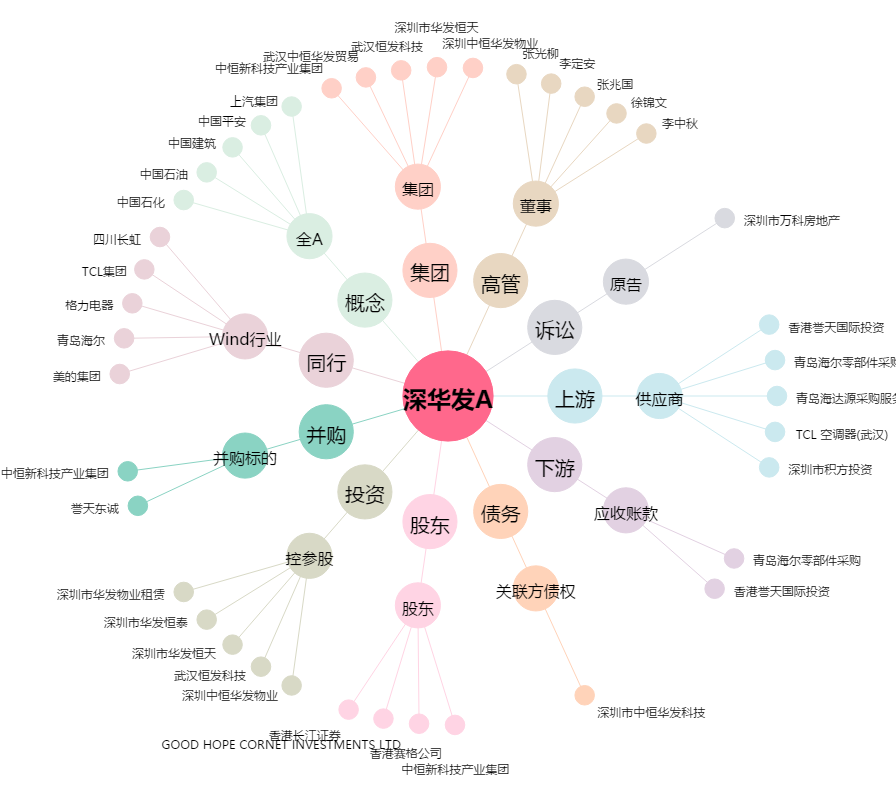 深圳市华发恒天
深圳中恒华发物业
武汉恒发科技
武汉中恒华发贸易
中恒新科技产业集团
张光柳
李定安
张兆国
徐锦文
李中秋
上汽集团
中国平安
中国建筑
中国石油
中国石化
集团
董事
全A
集团
高管
原告
深圳市万科房地产
四川长虹
TCL集团
格力电器
青岛海尔
美的集团
概念
诉讼
Wind行业
同行
深华发A
上游
供应商
香港誉天国际投资
青岛海尔零部件采购
青岛海达源采购服务
TCL 空调器(武汉)
深圳市积方投资
并购
并购标的
中恒新科技产业集团
誉天东诚
下游
应收账款
青岛海尔零部件采购
香港誉天国际投资
投资
股东
债务
控参股
关联方债权
深圳市华发物业租赁
深圳市华发恒泰
深圳市华发恒天
武汉恒发科技
深圳中恒华发物业
股东
深圳市中恒华发科技
香港长江证券
GOOD HOPE CORNET INVESTMENTS LTD
香港赛格公司
中恒新科技产业集团